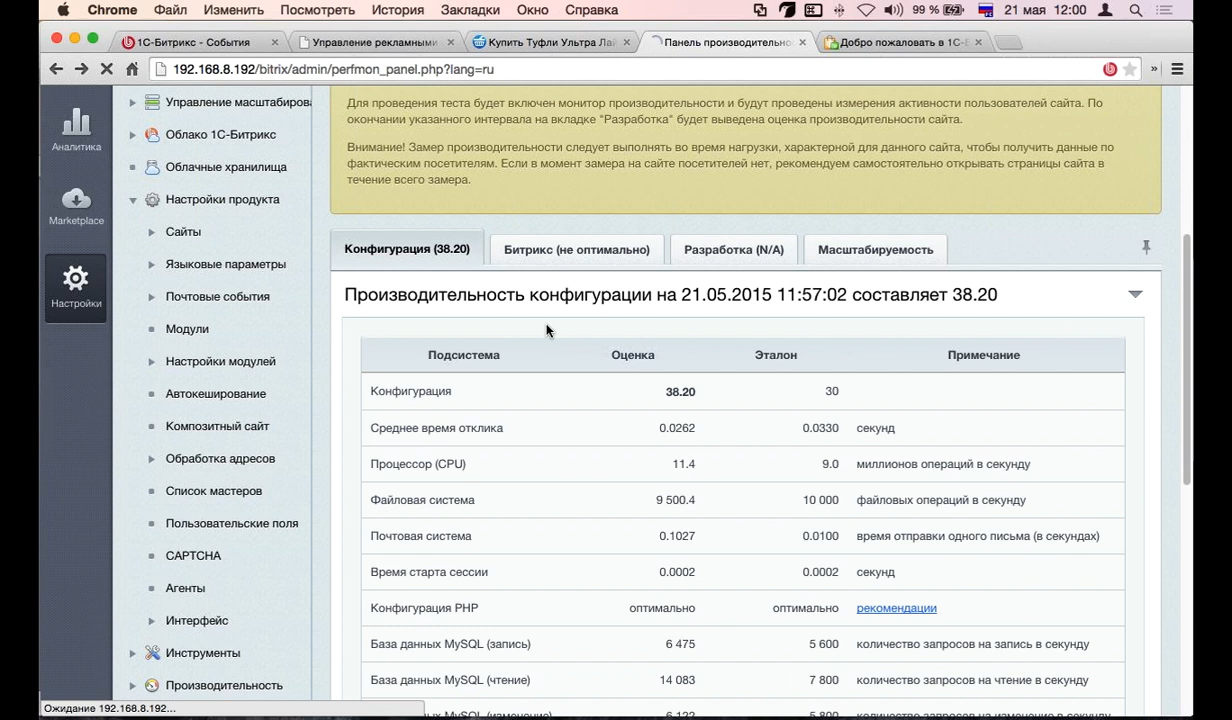 Chrome Файл Изменить Посмотреть История Закладки Окно Справка 99 % 21 мая 12:00
1С-Битрикс - События Управление рекламными Купить Туфли Ультра Ла Панель производительно Добро пожаловать в 1С-Б
192.168.8.192/bitrix/admin/perfmon_panel.php?lang=ru »
Аналитика
Marketplace
Настройки
Управление масштабирова
Облако 1С-Битрикс
Облачные хранилища
Настройки продукта
Сайты
Языковые параметры
Почтовые события
Модули
Настройки модулей
Автокеширование
Композитный сайт
Обработка адресов
Список мастеров
Пользовательские поля
CAPTCHA
Агенты
Интерфейс
Инструменты
Производительность
Для проведения теста будет включен монитор производительности и будут проведены измерения активности пользователей сайта. По
окончании указанного интервала на вкладке "Разработка" будет выведена оценка производительности сайта.
Внимание! Замер производительности следует выполнять во время нагрузки, характерной для данного сайта, чтобы получить данные по
фактическим посетителям. Если в момент замера на сайте посетителей нет, рекомендуем самостоятельно открывать страницы сайта в
течение всего замера.
Конфигурация (38.20) Битрикс (не оптимально) Разработка (N/A) Масштабируемость
Производительность конфигурации на 21.05.2015 11:57:02 составляет 38.20
Подсистема Оценка Эталон Примечание
Конфигурация 38.20 30
Среднее время отклика 0.0262 0.0330 секунд
Процессор (CPU) 11.4 9.0 миллионов операций в секунду
Файловая система 9 500.4 10 000 файловых операций в секунду
Почтовая система 0.1027 0.0100 время отправки одного письма (в секундах)
Время старта сессии 0.0002 0.0002 секунд
Конфигурация PHP оптимально оптимально рекомендации
База данных MySQL (запись) 6 475 5 600 количество запросов на запись в секунду
База данных MySQL (чтение) 14 083 7 800 количество запросов на чтение в секунду
MySQL (изменение) 6 122 5 800 количество запросов на изменение в секунду
Ожидание 192.168.8.192...